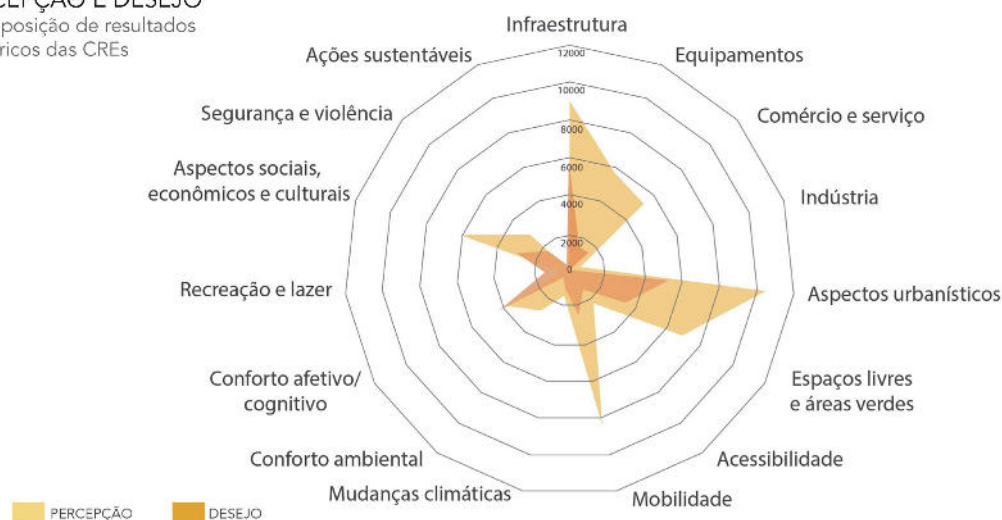 E DESEJO
posição de resultados
das CREs
Infraestrutura
Equipamentos
Comércio e serviço
Indústria
Aspectos urbanísticos
Espaços livres
e áreas verdes
Acessibilidade
Mobilidade
Mudanças climáticas
Conforto ambiental
Conforto afetivo/
cognitivo
Recreação e lazer
Aspectos sociais,
econômicos e culturais
Segurança e violência
Ações sustentáveis
12000
10000
8000
6000
4000
2000
0
PERCEPÇÃO
DESEJO